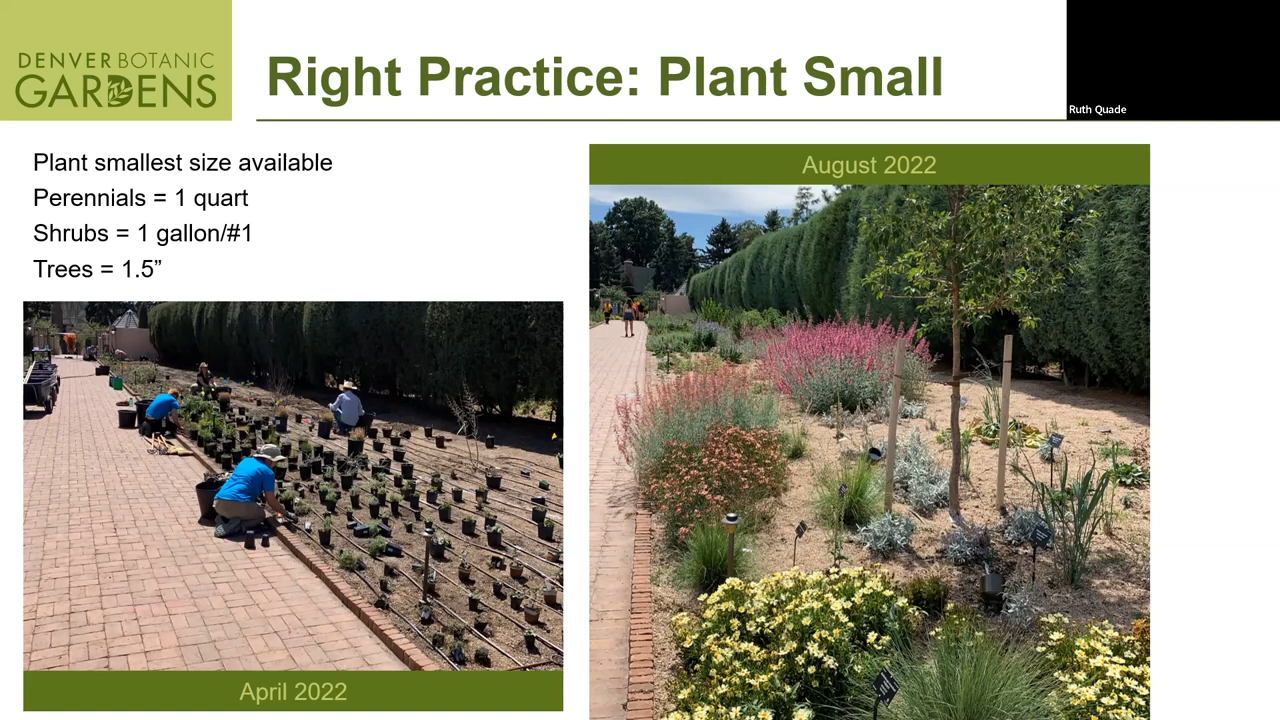 DENVER BOTANIC
GARDENS
Right Practice: Plant Small
Ruth Quade
Plant smallest size available
Perennials = 1 quart
Shrubs = 1 gallon/#1
Trees = 1.5”
August 2022
April 2022